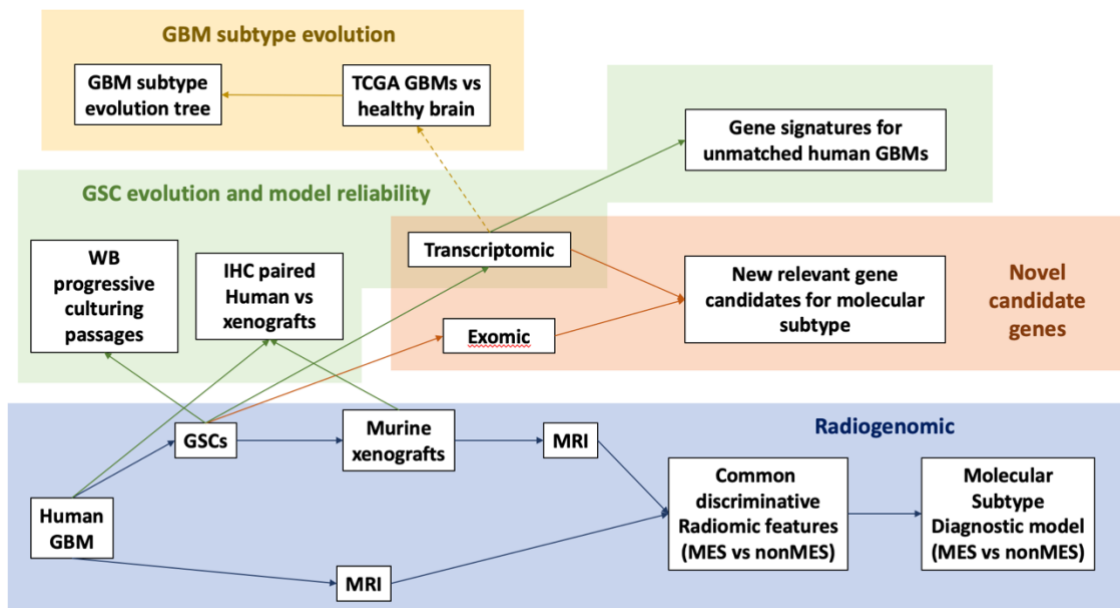 GBM subtype evolution
GBM subtype
evolution tree
TCGA GBMs vs
healthy brain
Gene signatures for
unmatched human GBMs
GSC evolution and model reliability
WB
progressive
culturing
passages
IHC paired
Human vs
xenografts
Transcriptomic
Exomic
New relevant gene
candidates for molecular
subtype
Novel
candidate
genes
Radiogenomic
GSCs
Murine
xenografts
MRI
Human
GBM
MRI
Common
discriminative
Radiomic features
(MES vs nonMES)
Molecular
Subtype
Diagnostic model
(MES vs nonMES)